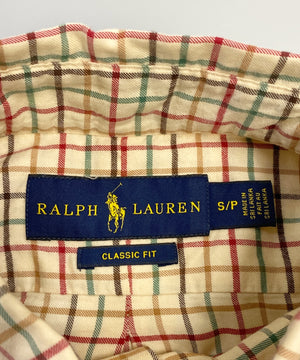 RALPH LAUREN
S/P
MADE IN
SRI LANKA
FAIT AU
SRI LANKA
CLASSIC FIT